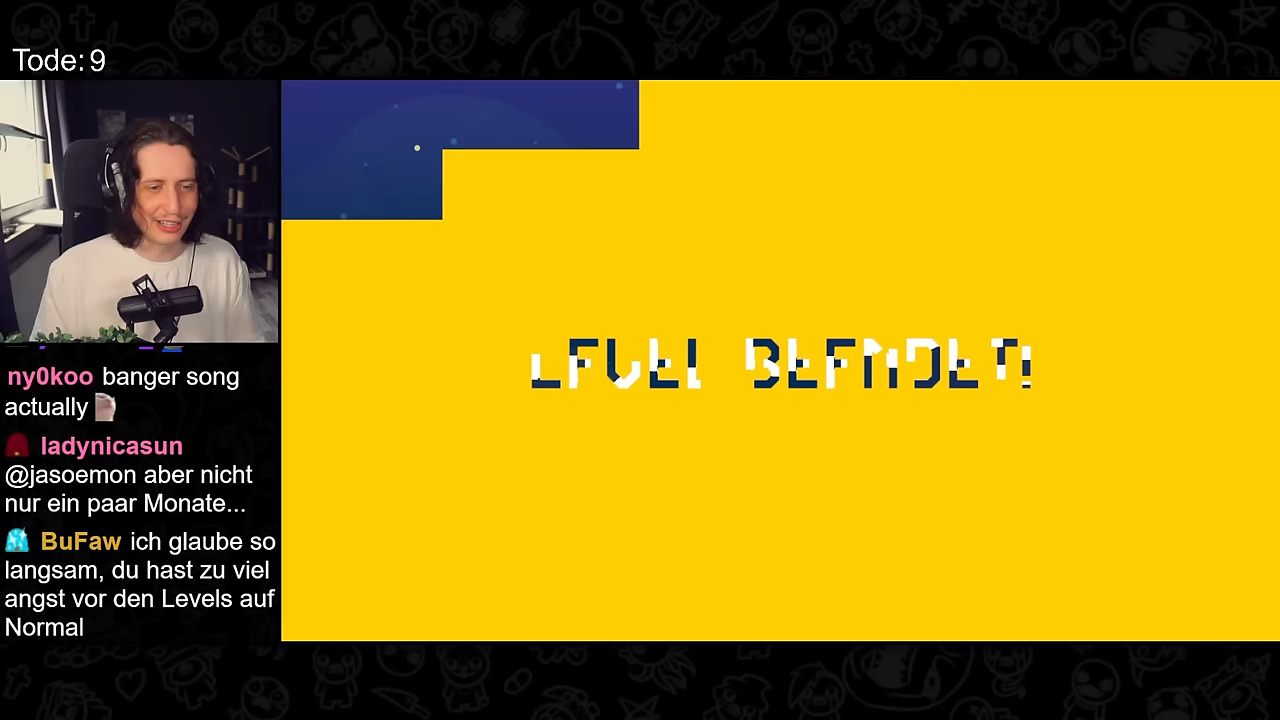 Tode: 9
LEVEL BEENDET!
ny0koo banger song
actually
ladynicasun
@jasoemon aber nicht
nur ein paar Monate...
BuFaw ich glaube so
langsam, du hast zu viel
angst vor den Levels auf
Normal